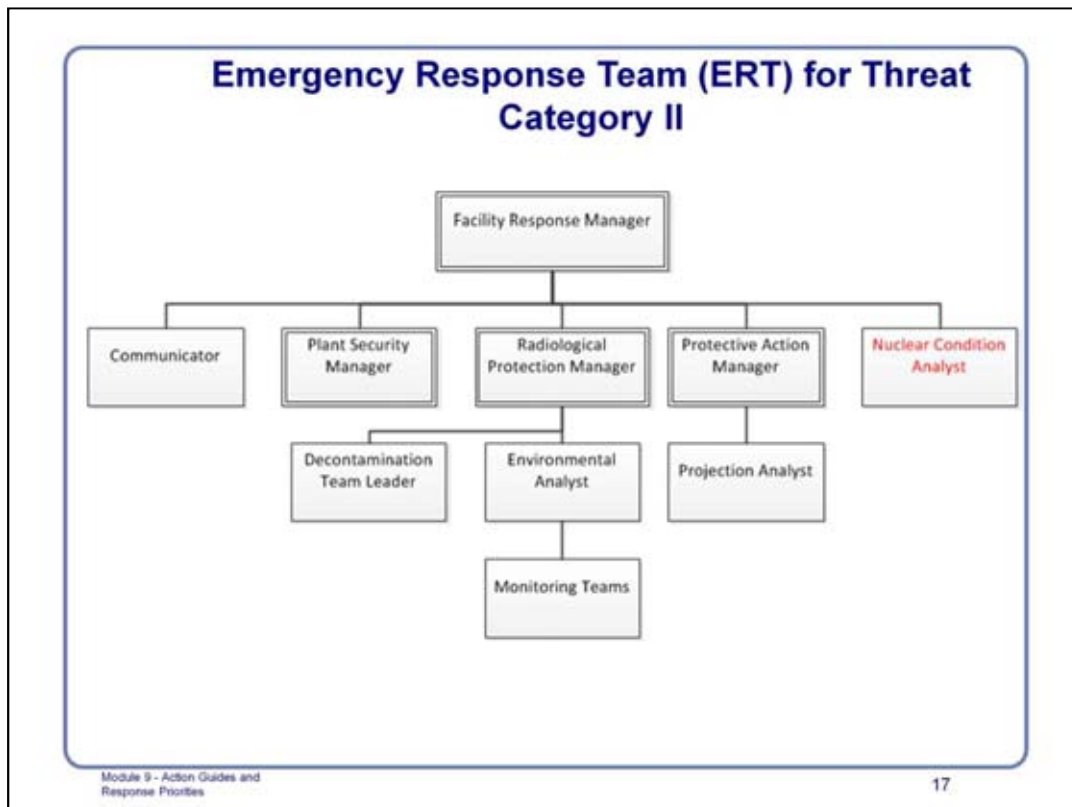 Emergency Response Team (ERT) for Threat
Category II
Facility Response Manager
Communicator
Plant Security
Manager
Radiological
Protection Manager
Protective Action
Manager
Nuclear Condition
Analyst
Decontamination
Team Leader
Environmental
Analyst
Projection Analyst
Monitoring Teams
Module 9 - Action Guides and
Response Priorities
17